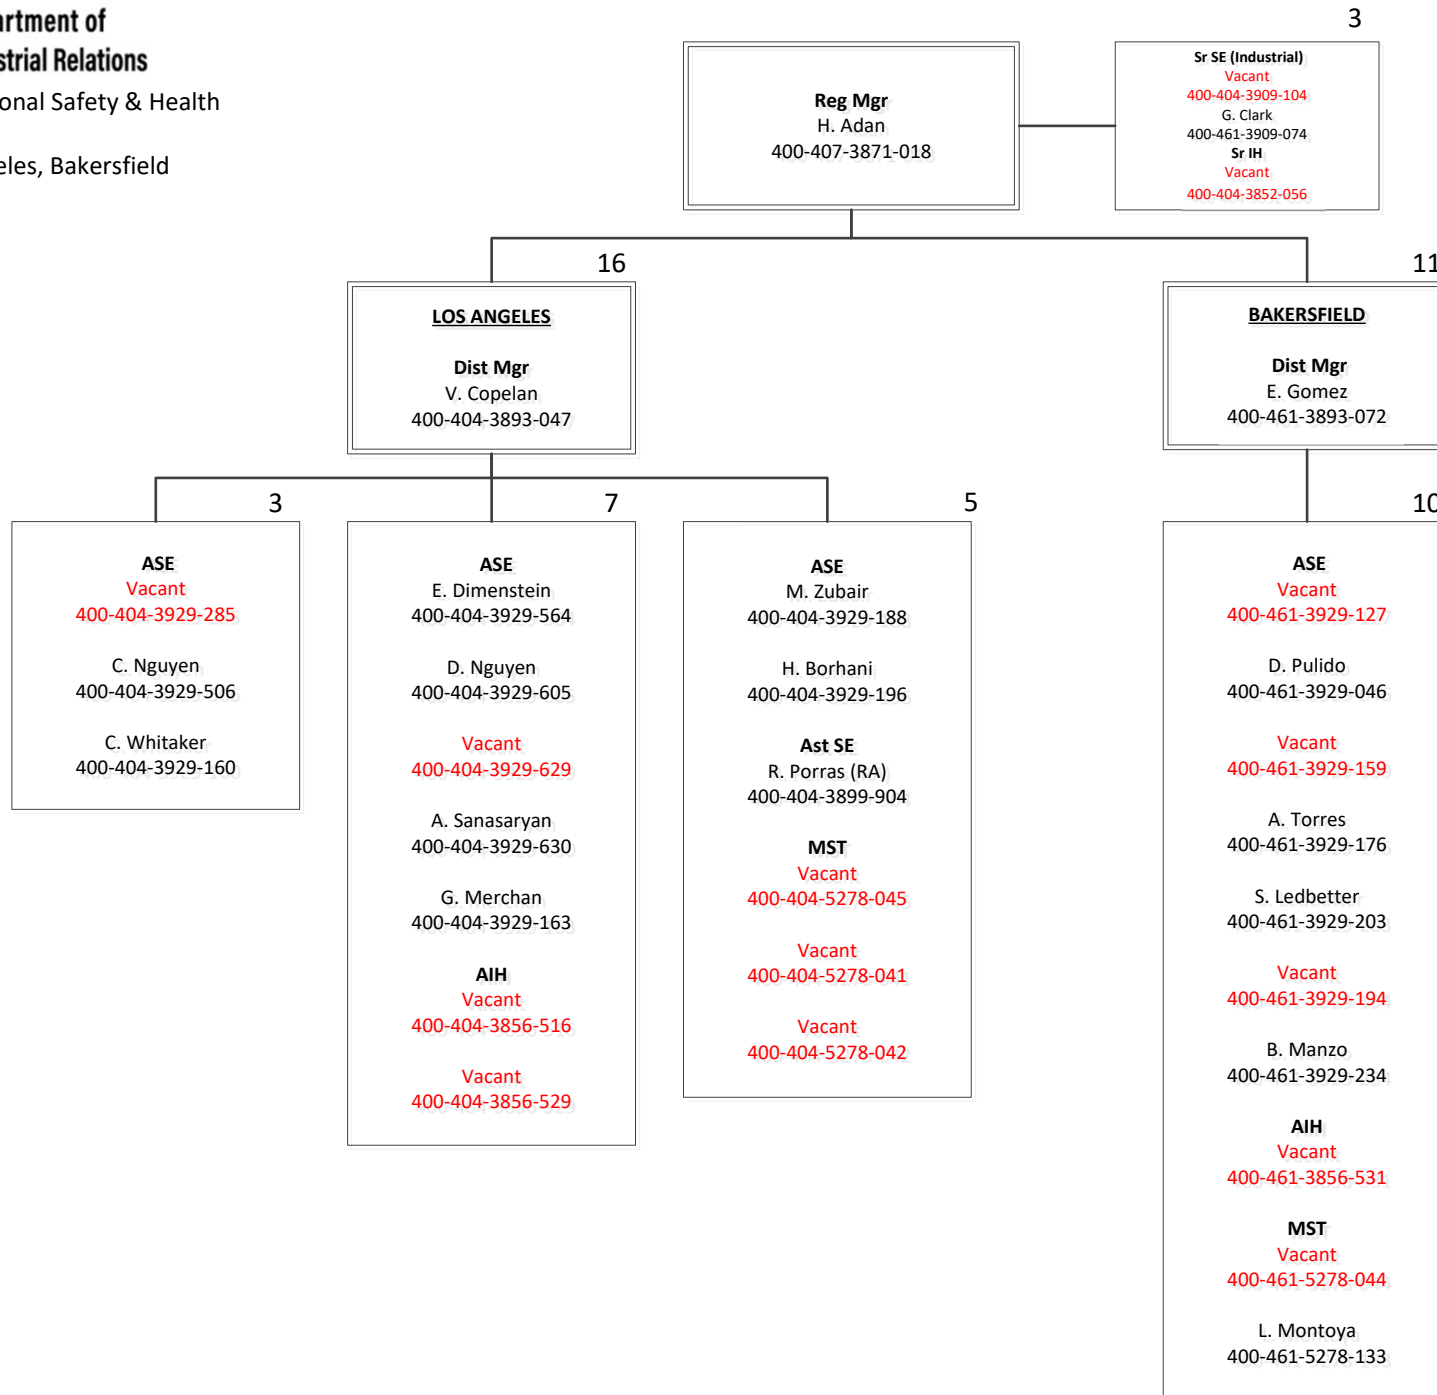 artment of
strial Relations
onal Safety & Health
eles, Bakersfield
3
Reg Mgr
H. Adan
400-407-3871-018
Sr SE (Industrial)
Vacant
400-404-3909-104
G. Clark
400-461-3909-074
Sr IH
Vacant
400-404-3852-056
16
LOS ANGELES
Dist Mgr
V. Copelan
400-404-3893-047
11
BAKERSFIELD
Dist Mgr
E. Gomez
400-461-3893-072
3
ASE
Vacant
400-404-3929-285
C. Nguyen
400-404-3929-506
C. Whitaker
400-404-3929-160
7
ASE
E. Dimenstein
400-404-3929-564
D. Nguyen
400-404-3929-605
Vacant
400-404-3929-629
A. Sanasaryan
400-404-3929-630
G. Merchan
400-404-3929-163
AIH
Vacant
400-404-3856-516
Vacant
400-404-3856-529
5
ASE
M. Zubair
400-404-3929-188
H. Borhani
400-404-3929-196
Ast SE
R. Porras (RA)
400-404-3899-904
MST
Vacant
400-404-5278-045
Vacant
400-404-5278-041
Vacant
400-404-5278-042
10
ASE
Vacant
400-461-3929-127
D. Pulido
400-461-3929-046
Vacant
400-461-3929-159
A. Torres
400-461-3929-176
S. Ledbetter
400-461-3929-203
Vacant
400-461-3929-194
B. Manzo
400-461-3929-234
AIH
Vacant
400-461-3856-531
MST
Vacant
400-461-5278-044
L. Montoya
400-461-5278-133